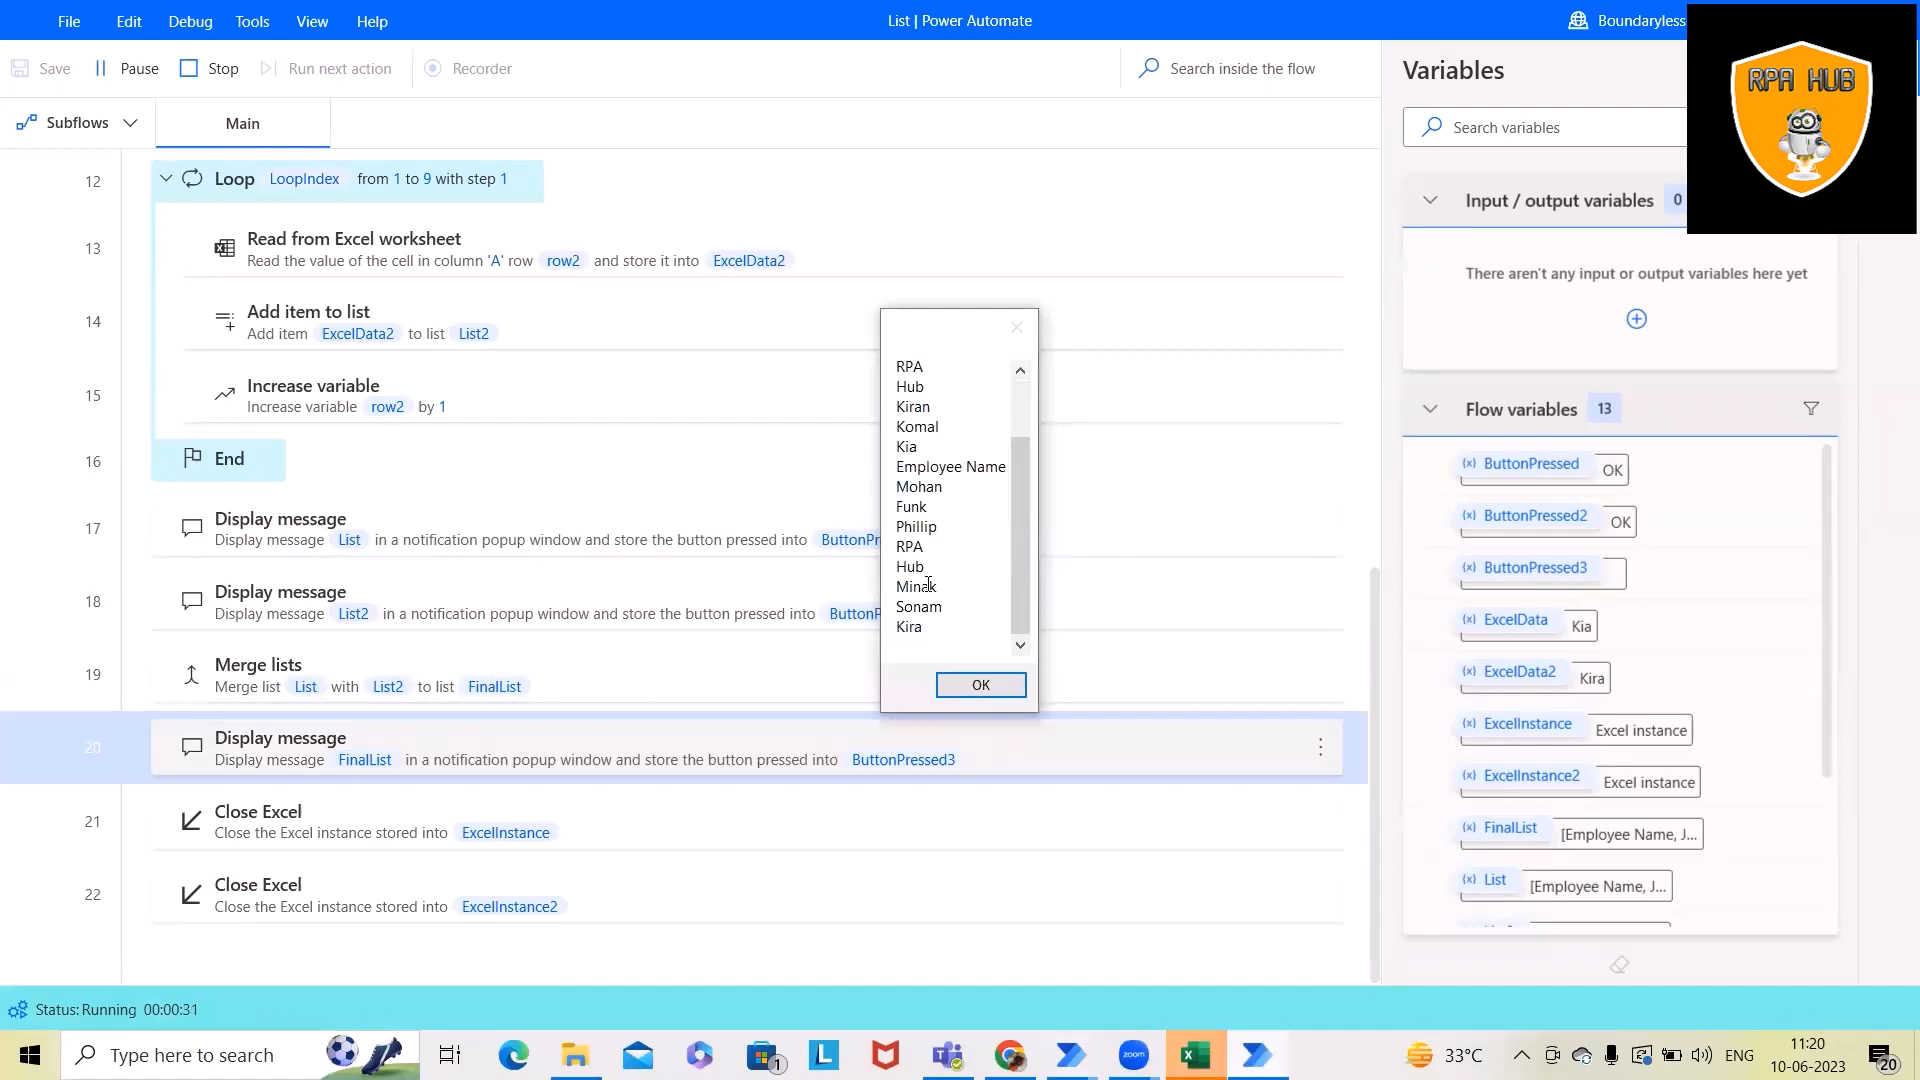 File Edit Debug Tools View Help
List | Power Automate
Boundaryless
Save Pause Stop Run next action Recorder
Search inside the flow
Subflows Main
12 Loop LoopIndex from 1 to 9 with step 1
13 Read from Excel worksheet
Read the value of the cell in column 'A' row row2 and store it into ExcelData2
14 Add item to list
Add item ExcelData2 to list List2
15 Increase variable
Increase variable row2 by 1
16 End
17 Display message
Display message List in a notification popup window and store the button pressed into ButtonPr
18 Display message
Display message List2 in a notification popup window and store the button pressed into ButtonP
19 Merge lists
Merge list List with List2 to list FinalList
20 Display message
Display message FinalList in a notification popup window and store the button pressed into ButtonPressed3
21 Close Excel
Close the Excel instance stored into ExcelInstance
22 Close Excel
Close the Excel instance stored into ExcelInstance2
RPA
Hub
Kiran
Komal
Kia
Employee Name
Mohan
Funk
Phillip
RPA
Hub
Minak
Sonam
Kira
OK
Variables
RPA HUB
Search variables
Input / output variables 0
There aren't any input or output variables here yet
Flow variables 13
(x) ButtonPressed OK
(x) ButtonPressed2 OK
(x) ButtonPressed3
(x) ExcelData Kia
(x) ExcelData2 Kira
(x) ExcelInstance Excel instance
(x) ExcelInstance2 Excel instance
(x) FinalList [Employee Name, J...
(x) List [Employee Name, J...
Status: Running 00:00:31
Type here to search
1
L
zoom
33°C
ENG
11:20
10-06-2023
20